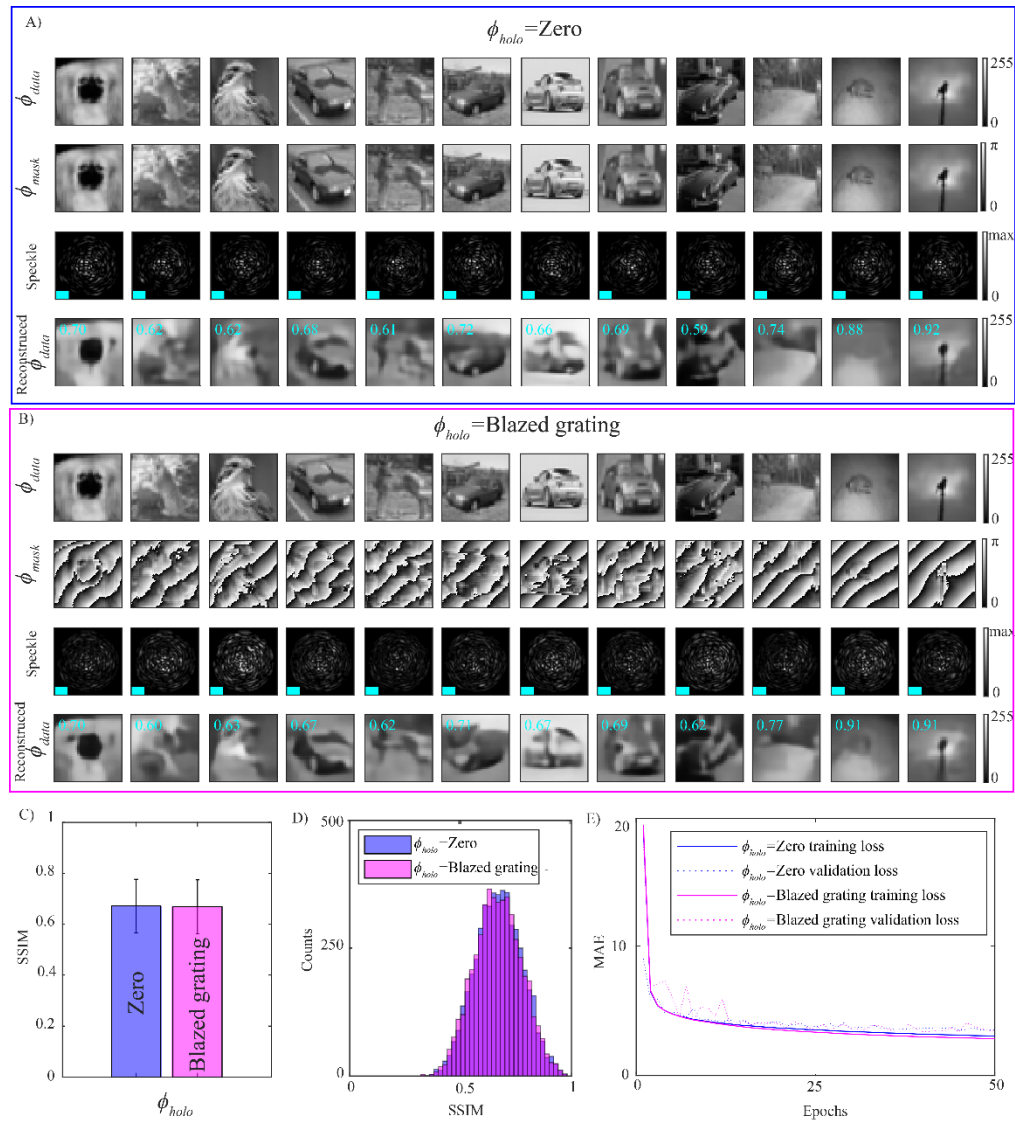 A)
ϕholo=Zero
ϕdata
255
0
ϕmask
π
0
Speckle
max
0
Reconstruced ϕdata
0.70 0.62 0.62 0.68 0.61 0.72 0.66 0.69 0.59 0.74 0.88 0.92
255
0
B)
ϕholo=Blazed grating
ϕdata
255
0
ϕmask
π
0
Speckle
max
0
Reconstruced ϕdata
0.70 0.60 0.63 0.67 0.62 0.71 0.67 0.69 0.62 0.77 0.91 0.91
255
0
C)
1
0.8
0.6
0.4
0.2
0
SSIM
Zero
Blazed grating
ϕholo
D)
500
250
0
Counts
ϕholo=Zero
ϕholo=Blazed grating
0 0.5 1
SSIM
E)
20
10
0
MAE
ϕholo=Zero training loss
ϕholo=Zero validation loss
ϕholo=Blazed grating training loss
ϕholo=Blazed grating validation loss
25 50
Epochs